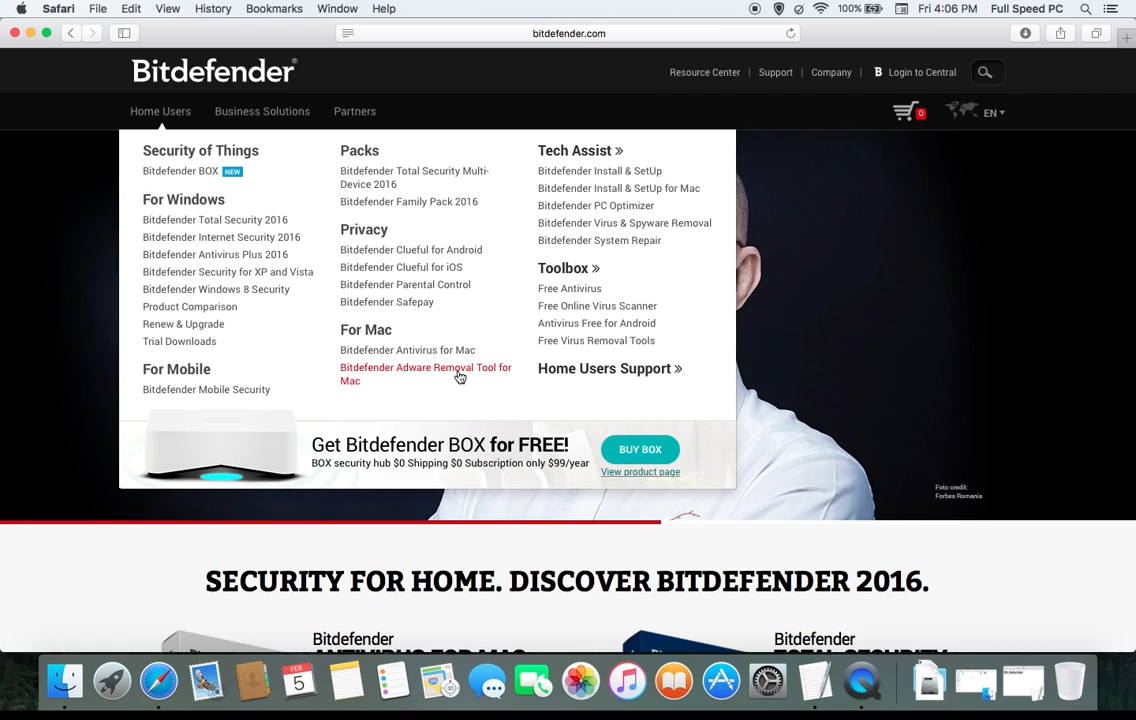 Safari File Edit View History Bookmarks Window Help
100% Fri 4:06 PM Full Speed PC
bitdefender.com
Bitdefender®
Resource Center | Support | Company | B Login to Central
Home Users Business Solutions Partners
0 EN
Security of Things
Bitdefender BOX NEW
For Windows
Bitdefender Total Security 2016
Bitdefender Internet Security 2016
Bitdefender Antivirus Plus 2016
Bitdefender Security for XP and Vista
Bitdefender Windows 8 Security
Product Comparison
Renew & Upgrade
Trial Downloads
For Mobile
Bitdefender Mobile Security
Packs
Bitdefender Total Security Multi-
Device 2016
Bitdefender Family Pack 2016
Privacy
Bitdefender Clueful for Android
Bitdefender Clueful for iOS
Bitdefender Parental Control
Bitdefender Safepay
For Mac
Bitdefender Antivirus for Mac
Bitdefender Adware Removal Tool for
Mac
Tech Assist »
Bitdefender Install & SetUp
Bitdefender Install & SetUp for Mac
Bitdefender PC Optimizer
Bitdefender Virus & Spyware Removal
Bitdefender System Repair
Toolbox »
Free Antivirus
Free Online Virus Scanner
Antivirus Free for Android
Free Virus Removal Tools
Home Users Support »
Get Bitdefender BOX for FREE!
BOX security hub $0 Shipping $0 Subscription only $99/year
BUY BOX
View product page
Foto credit:
Forbes Romania
SECURITY FOR HOME. DISCOVER BITDEFENDER 2016.
Bitdefender
ANTIVIRUS FOR MAC
Bitdefender
TOTAL SECURITY
FEB
5